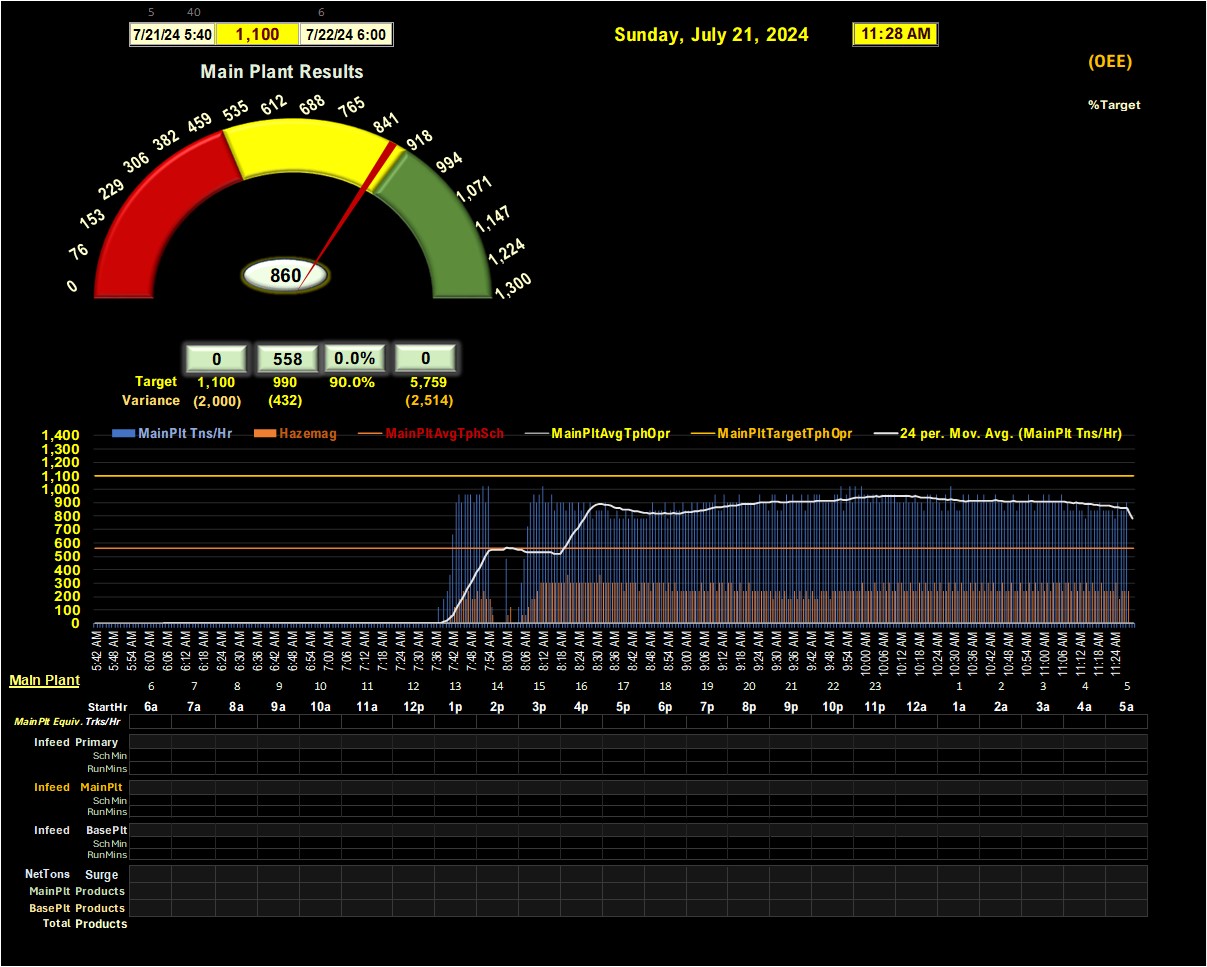 5 40 6
7/21/24 5:40 1,100 7/22/24 6:00
Sunday, July 21, 2024 11:28 AM
(OEE)
Main Plant Results
%Target
0 76 153 229 306 382 459 535 612 688 765 841 918 994 1,071 1,147 1,224 1,300
860
0 558 0.0% 0
Target 1,100 990 90.0% 5,759
Variance (2,000) (432) (2,514)
MainPlt Tns/Hr Hazemag MainPltAvgTphSch MainPltAvgTphOpr MainPltTargetTphOpr 24 per. Mov. Avg. (MainPlt Tns/Hr)
1,400
1,300
1,200
1,100
1,000
900
800
700
600
500
400
300
200
100
0
5:42 AM 5:48 AM 5:54 AM 6:00 AM 6:06 AM 6:12 AM 6:18 AM 6:24 AM 6:30 AM 6:36 AM 6:42 AM 6:48 AM 6:54 AM 7:00 AM 7:06 AM 7:12 AM 7:18 AM 7:24 AM 7:30 AM 7:36 AM 7:42 AM 7:48 AM 7:54 AM 8:00 AM 8:06 AM 8:12 AM 8:18 AM 8:24 AM 8:30 AM 8:36 AM 8:42 AM 8:48 AM 8:54 AM 9:00 AM 9:06 AM 9:12 AM 9:18 AM 9:24 AM 9:30 AM 9:36 AM 9:42 AM 9:48 AM 9:54 AM 10:00 AM 10:06 AM 10:12 AM 10:18 AM 10:24 AM 10:30 AM 10:36 AM 10:42 AM 10:48 AM 10:54 AM 11:00 AM 11:06 AM 11:12 AM 11:18 AM 11:24 AM
Main Plant 6 7 8 9 10 11 12 13 14 15 16 17 18 19 20 21 22 23 1 2 3 4 5
StartHr 6a 7a 8a 9a 10a 11a 12p 1p 2p 3p 4p 5p 6p 7p 8p 9p 10p 11p 12a 1a 2a 3a 4a 5a
MainPlt Equiv. Trks/Hr
Infeed Primary
SchMin
RunMins
Infeed MainPlt
SchMin
RunMins
Infeed BasePlt
SchMin
RunMins
NetTons Surge
MainPlt Products
BasePlt Products
Total Products